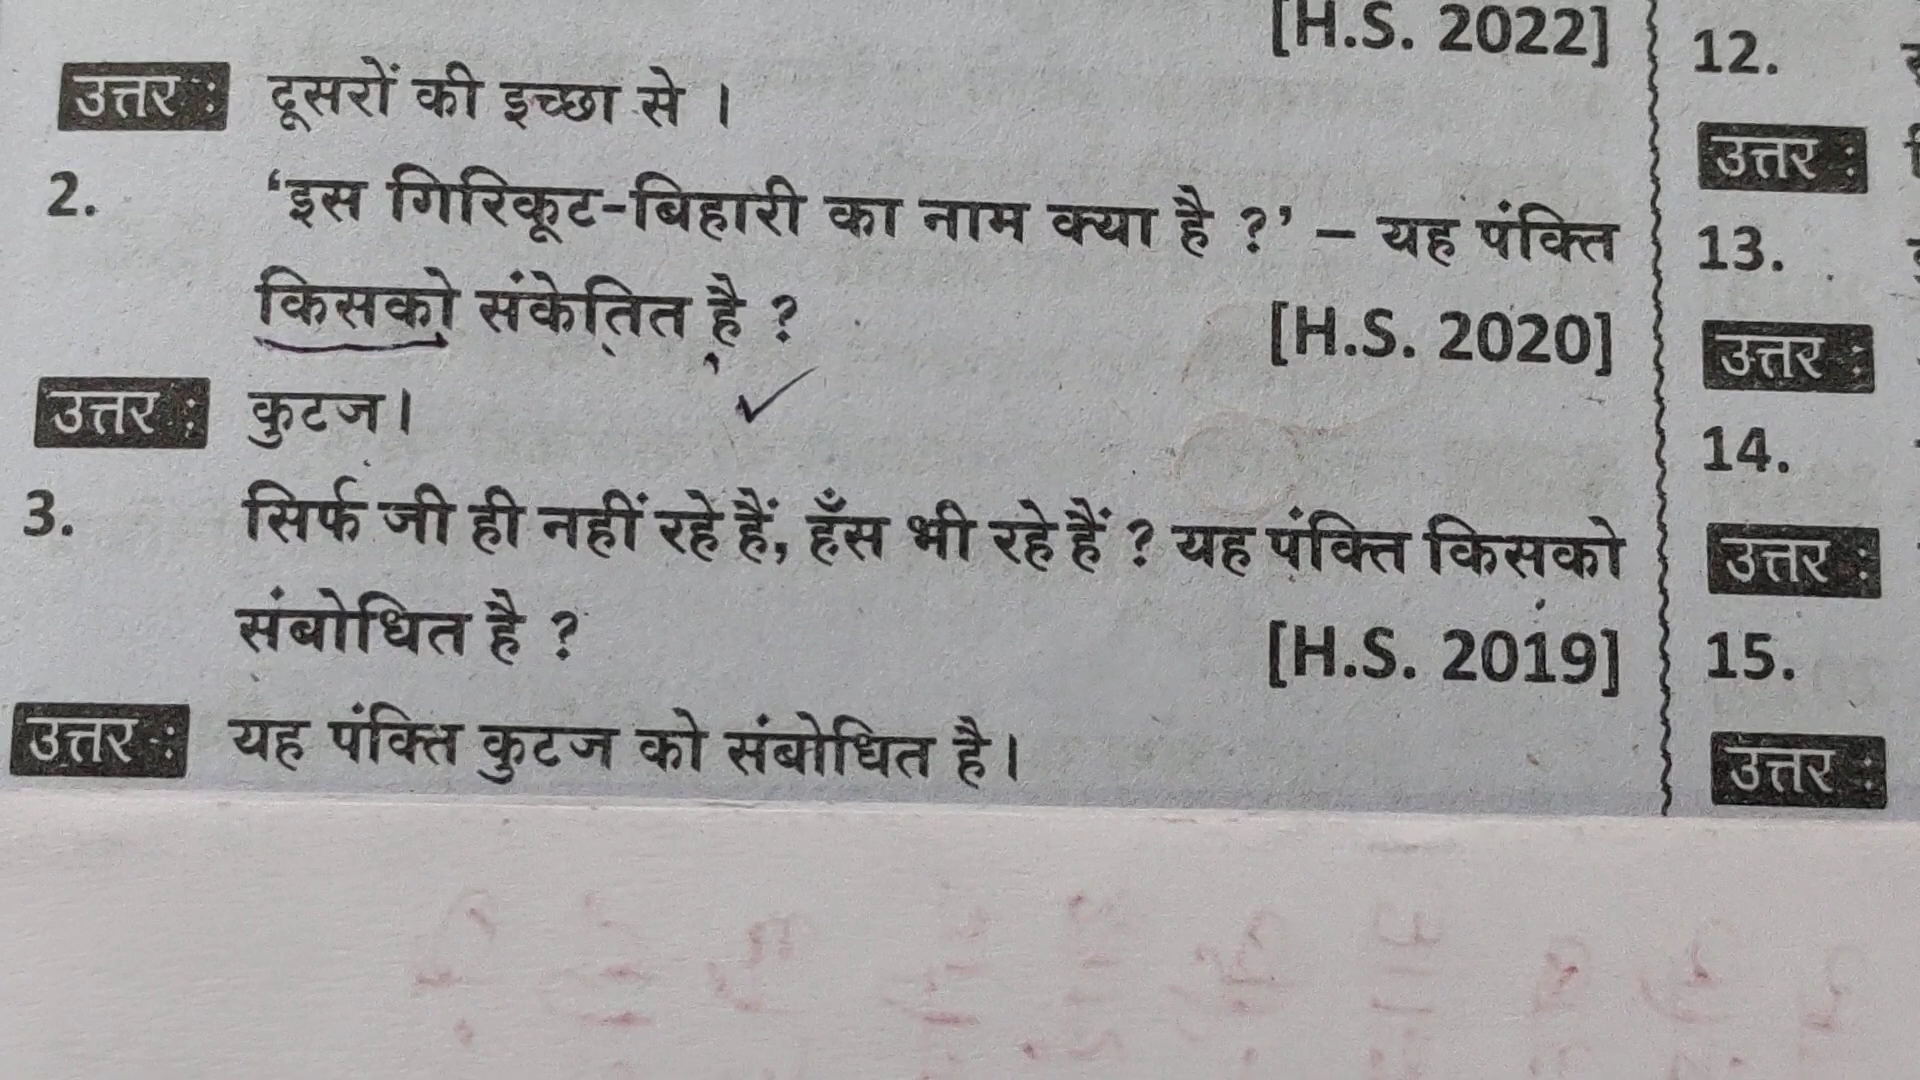 [H.S. 2022]
उत्तर : दूसरों की इच्छा से ।
2. ‘इस गिरिकूट-बिहारी का नाम क्या है ?’ – यह पंक्ति
किसको संकेतित है ?
[H.S. 2020]
उत्तर : कुटज।
3. सिर्फ जी ही नहीं रहे हैं, हँस भी रहे हैं ? यह पंक्ति किसको
संबोधित है ?
[H.S. 2019]
उत्तर : यह पंक्ति कुटज को संबोधित है।
12.
उत्तर :
13.
उत्तर :
14.
उत्तर :
15.
उत्तर :